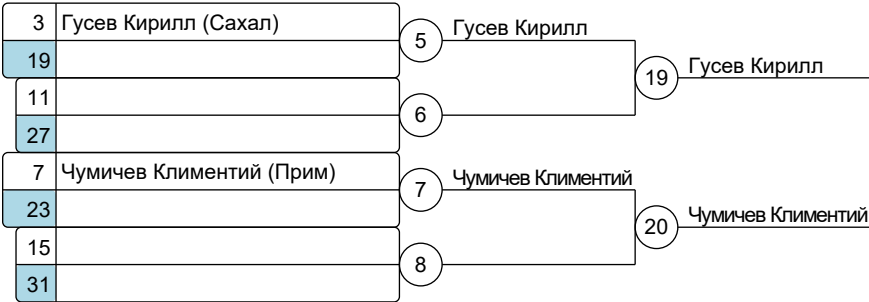 3 Гусев Кирилл (Сахал)
5 Гусев Кирилл
19
19 Гусев Кирилл
11
6
27
7 Чумичев Климентий (Прим)
7 Чумичев Климентий
23
20 Чумичев Климентий
15
8
31